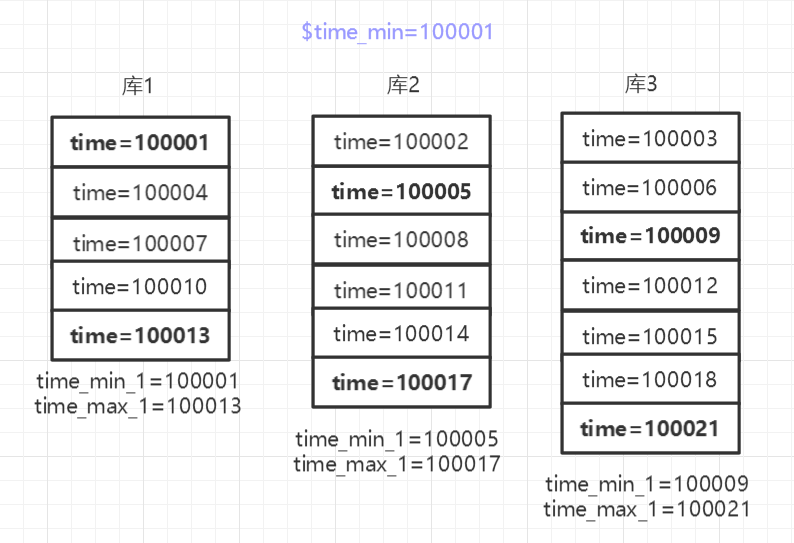 $time_min=100001
库1
time=100001
time=100004
time=100007
time=100010
time=100013
time_min_1=100001
time_max_1=100013
库2
time=100002
time=100005
time=100008
time=100011
time=100014
time=100017
time_min_1=100005
time_max_1=100017
库3
time=100003
time=100006
time=100009
time=100012
time=100015
time=100018
time=100021
time_min_1=100009
time_max_1=100021